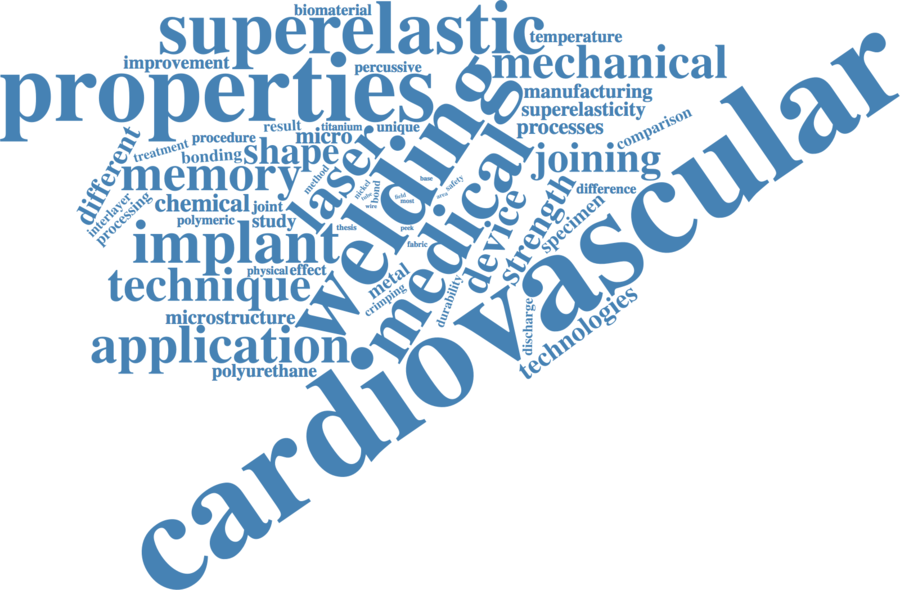 biomaterial
superelastic
temperature
improvement
percussive
mechanical
properties
manufacturing
superelasticity
processes
comparison
result
titanium
unique
procedure
micro
different
treatment
bonding
shape
laser
welding
joining
memory
method
nickel
tube
wire
bond
base
field
most
area
safety
difference
chemical
joint
interlayer
processing
polymeric
study
thesis
peek
fabric
medical
device
strength
specimen
implant
physical
effect
metal
crimping
durability
technique
discharge
technologies
microstructure
application
polyurethane
cardiovascular